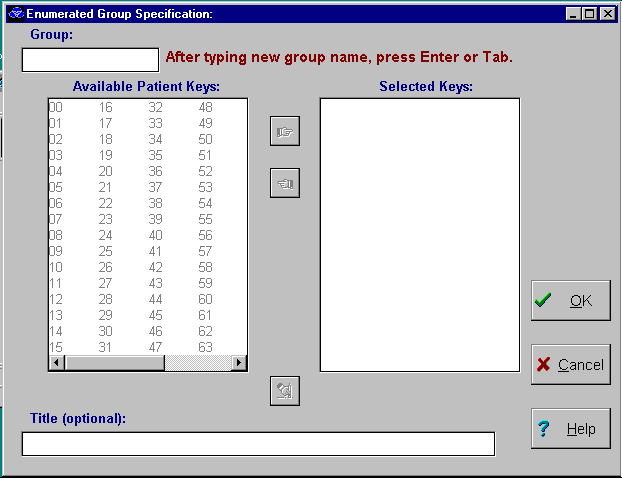 Enumerated Group Specification:
Group:
After typing new group name, press Enter or Tab.
Available Patient Keys:
Selected Keys:
00 16 32 48
01 17 33 49
02 18 34 50
03 19 35 51
04 20 36 52
05 21 37 53
06 22 38 54
07 23 39 55
08 24 40 56
09 25 41 57
10 26 42 58
11 27 43 59
12 28 44 60
13 29 45 61
14 30 46 62
15 31 47 63
OK
Cancel
Help
Title (optional):